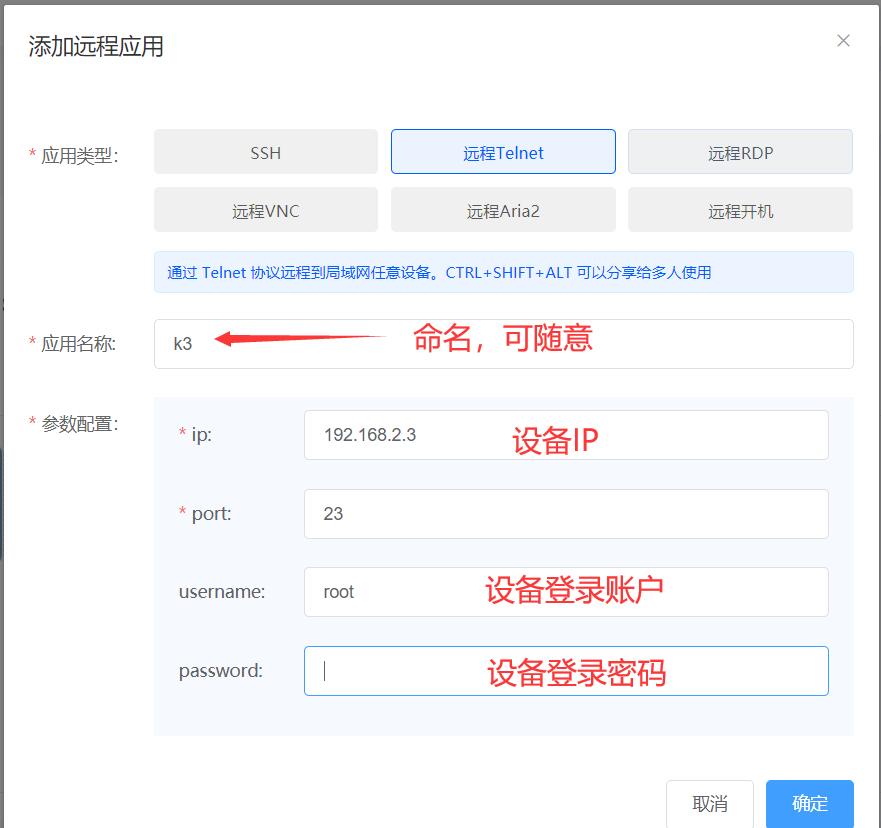 添加远程应用
* 应用类型:
SSH
远程Telnet
远程RDP
远程VNC
远程Aria2
远程开机
通过 Telnet 协议远程到局域网任意设备。CTRL+SHIFT+ALT 可以分享给多人使用
* 应用名称:
k3
命名，可随意
* 参数配置:
* ip:
192.168.2.3
设备IP
* port:
23
username:
root
设备登录账户
password:
设备登录密码
取消
确定